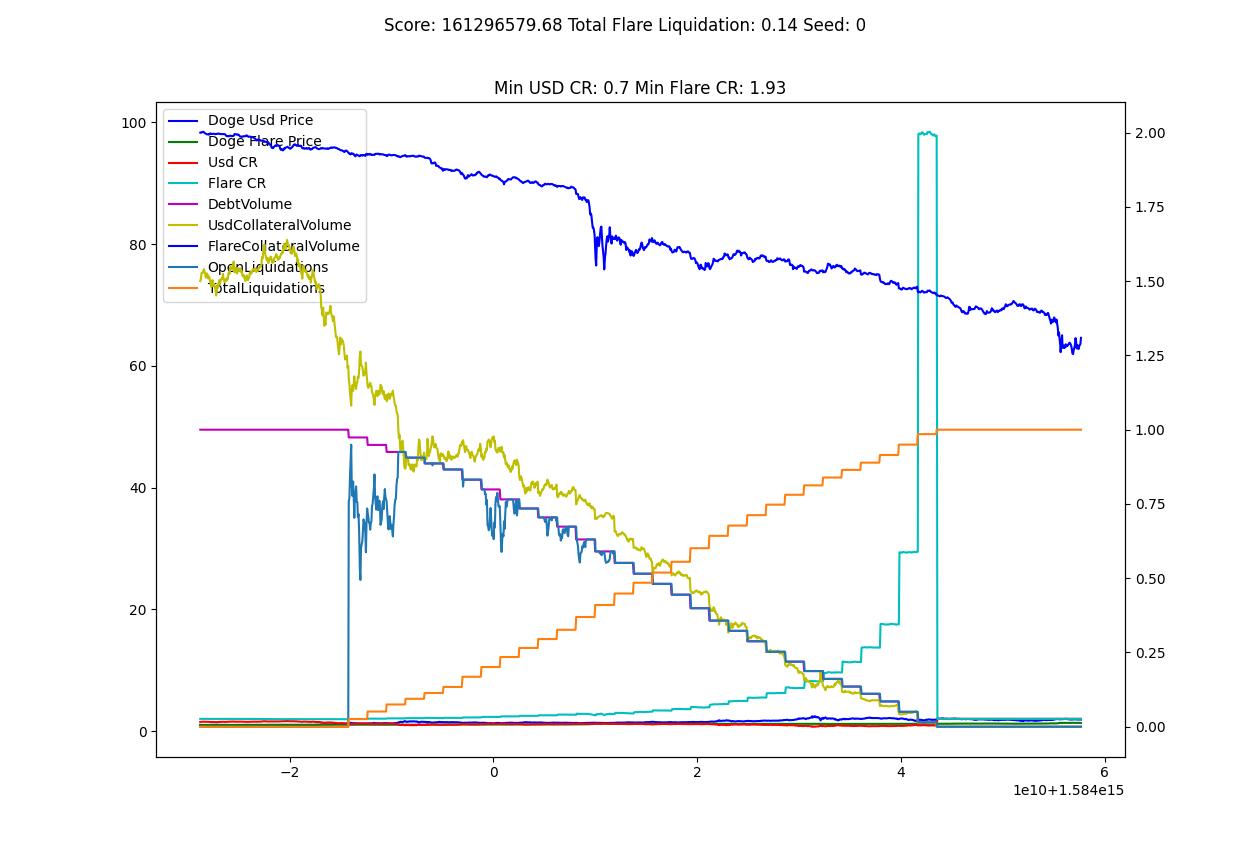 Score: 161296579.68 Total Flare Liquidation: 0.14 Seed: 0
Min USD CR: 0.7 Min Flare CR: 1.93
Doge Usd Price
Doge Flare Price
Usd CR
Flare CR
DebtVolume
UsdCollateralVolume
FlareCollateralVolume
OpenLiquidations
TotalLiquidations
100
80
60
40
20
0
2.00
1.75
1.50
1.25
1.00
0.75
0.50
0.25
0.00
−2 0 2 4 6
1e10+1.584e15